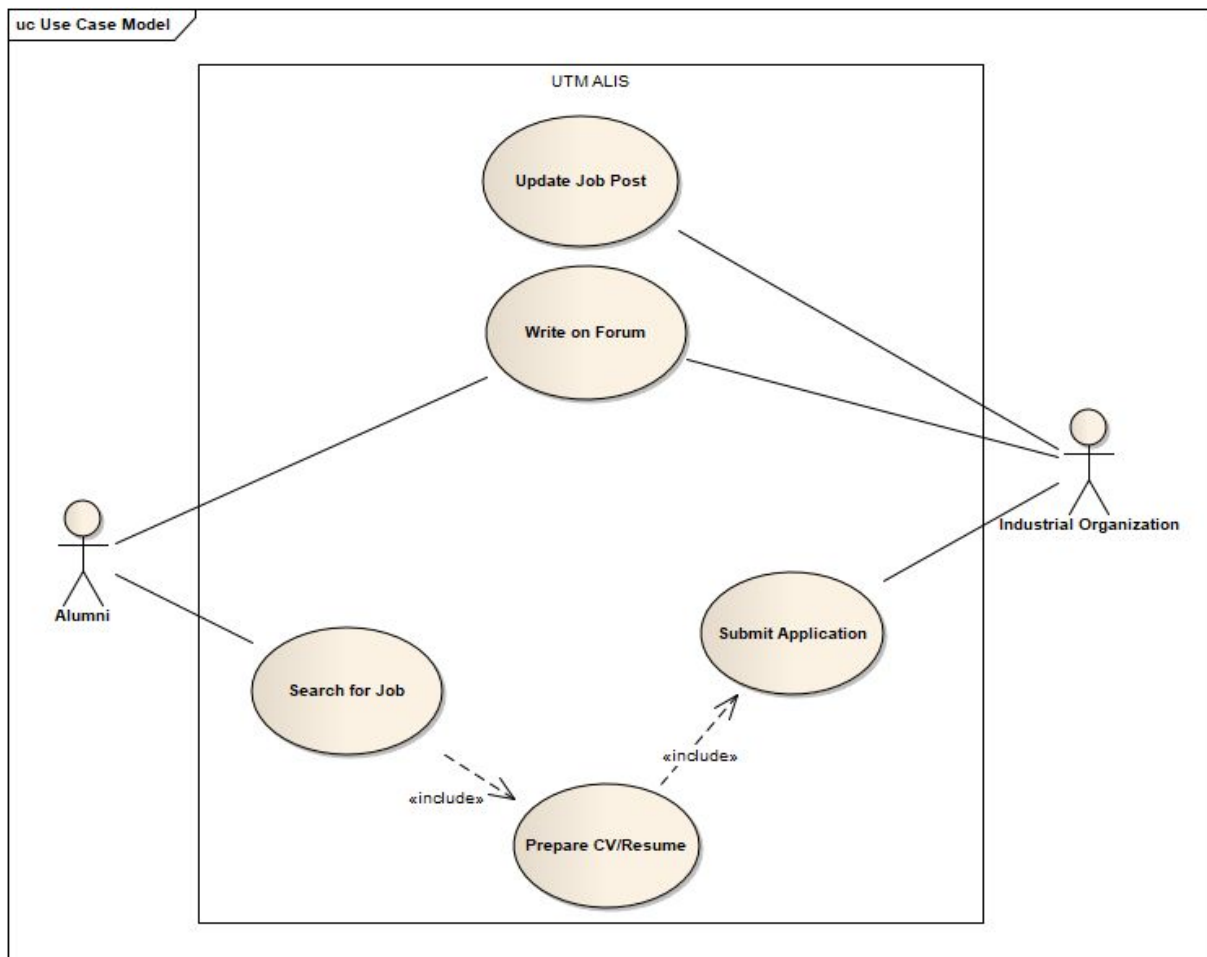 uc Use Case Model
UTM ALIS
Update Job Post
Write on Forum
Industrial Organization
Alumni
Submit Application
Search for Job
«include»
«include»
Prepare CV/Resume